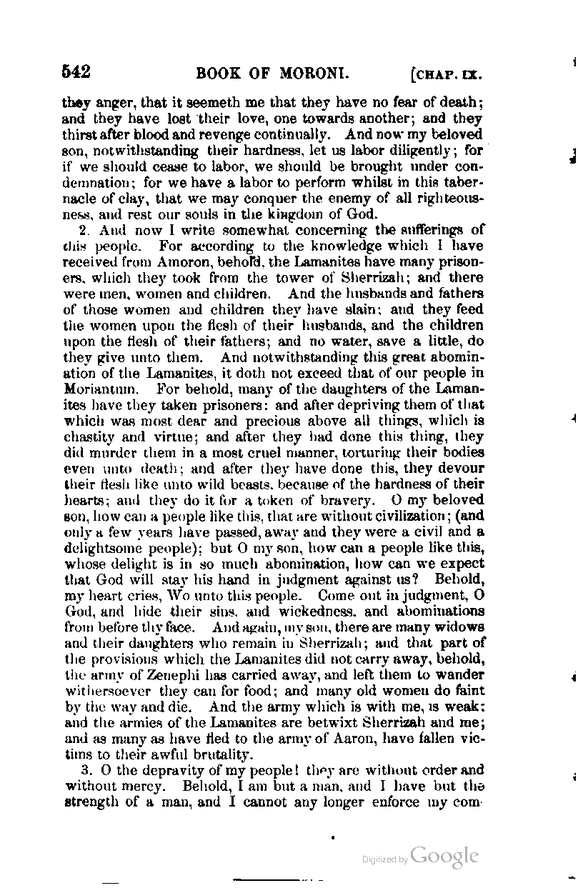 542 BOOK OF MORONI. [CHAP. IX.
they anger, that it seemeth me that they have no fear of death;
and they have lost their love, one towards another; and they
thirst after blood and revenge continually. And now my beloved
son, notwithstanding their hardness, let us labor diligently; for
if we should cease to labor, we should be brought under con-
demnation; for we have a labor to perform whilst in this taber-
nacle of clay, that we may conquer the enemy of all righteous-
ness, and rest our souls in the kingdom of God.
2. And now I write somewhat concerning the sufferings of
this people. For according to the knowledge which I have
received from Amoron, behold, the Lamanites have many prison-
ers, which they took from the tower of Sherrizah; and there
were men, women and children. And the husbands and fathers
of those women and children they have slain; and they feed
the women upon the flesh of their husbands, and the children
upon the flesh of their fathers; and no water, save a little, do
they give unto them. And notwithstanding this great abomin-
ation of the Lamanites, it doth not exceed that of our people in
Moriantum. For behold, many of the daughters of the Laman-
ites have they taken prisoners: and after depriving them of that
which was most dear and precious above all things, which is
chastity and virtue; and after they had done this thing, they
did murder them in a most cruel manner, torturing their bodies
even unto death; and after they have done this, they devour
their flesh like unto wild beasts, because of the hardness of their
hearts; and they do it for a token of bravery. O my beloved
son, how can a people like this, that are without civilization; (and
only a few years have passed, away and they were a civil and a
delightsome people); but O my son, how can a people like this,
whose delight is in so much abomination, how can we expect
that God will stay his hand in judgment against us? Behold,
my heart cries, Wo unto this people. Come out in judgment, O
God, and hide their sins, and wickedness, and abominations
from before thy face. And again, my son, there are many widows
and their daughters who remain in Sherrizah; and that part of
the provisions which the Lamanites did not carry away, behold,
the army of Zenephi has carried away, and left them to wander
withersoever they can for food; and many old women do faint
by the way and die. And the army which is with me, is weak;
and the armies of the Lamanites are betwixt Sherrizah and me;
and as many as have fled to the army of Aaron, have fallen vic-
tims to their awful brutality.
3. O the depravity of my people! they are without order and
without mercy. Behold, I am but a man, and I have but the
strength of a man, and I cannot any longer enforce my com-
Digitized by Google